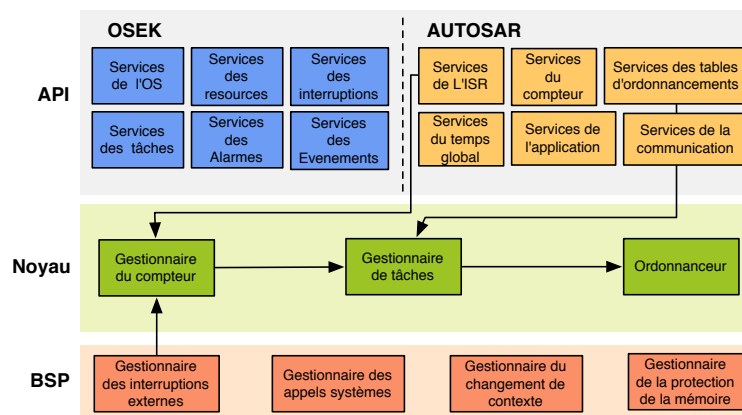 OSEK
AUTOSAR
API
Services
de l'OS
Services
des
resources
Services
des
interruptions
Services
de L'ISR
Services
du
compteur
Services des tables
d'ordonnancements
Services
des tâches
Services
des
Alarmes
Services
des
Evenements
Services
du temps
global
Services de
l'application
Services de la
communication
Noyau
Gestionnaire
du compteur
Gestionnaire
de tâches
Ordonnanceur
BSP
Gestionnaire
des interruptions
externes
Gestionnaire des
appels systèmes
Gestionnaire du
changement de
contexte
Gestionnaire
de la protection
de la mémoire